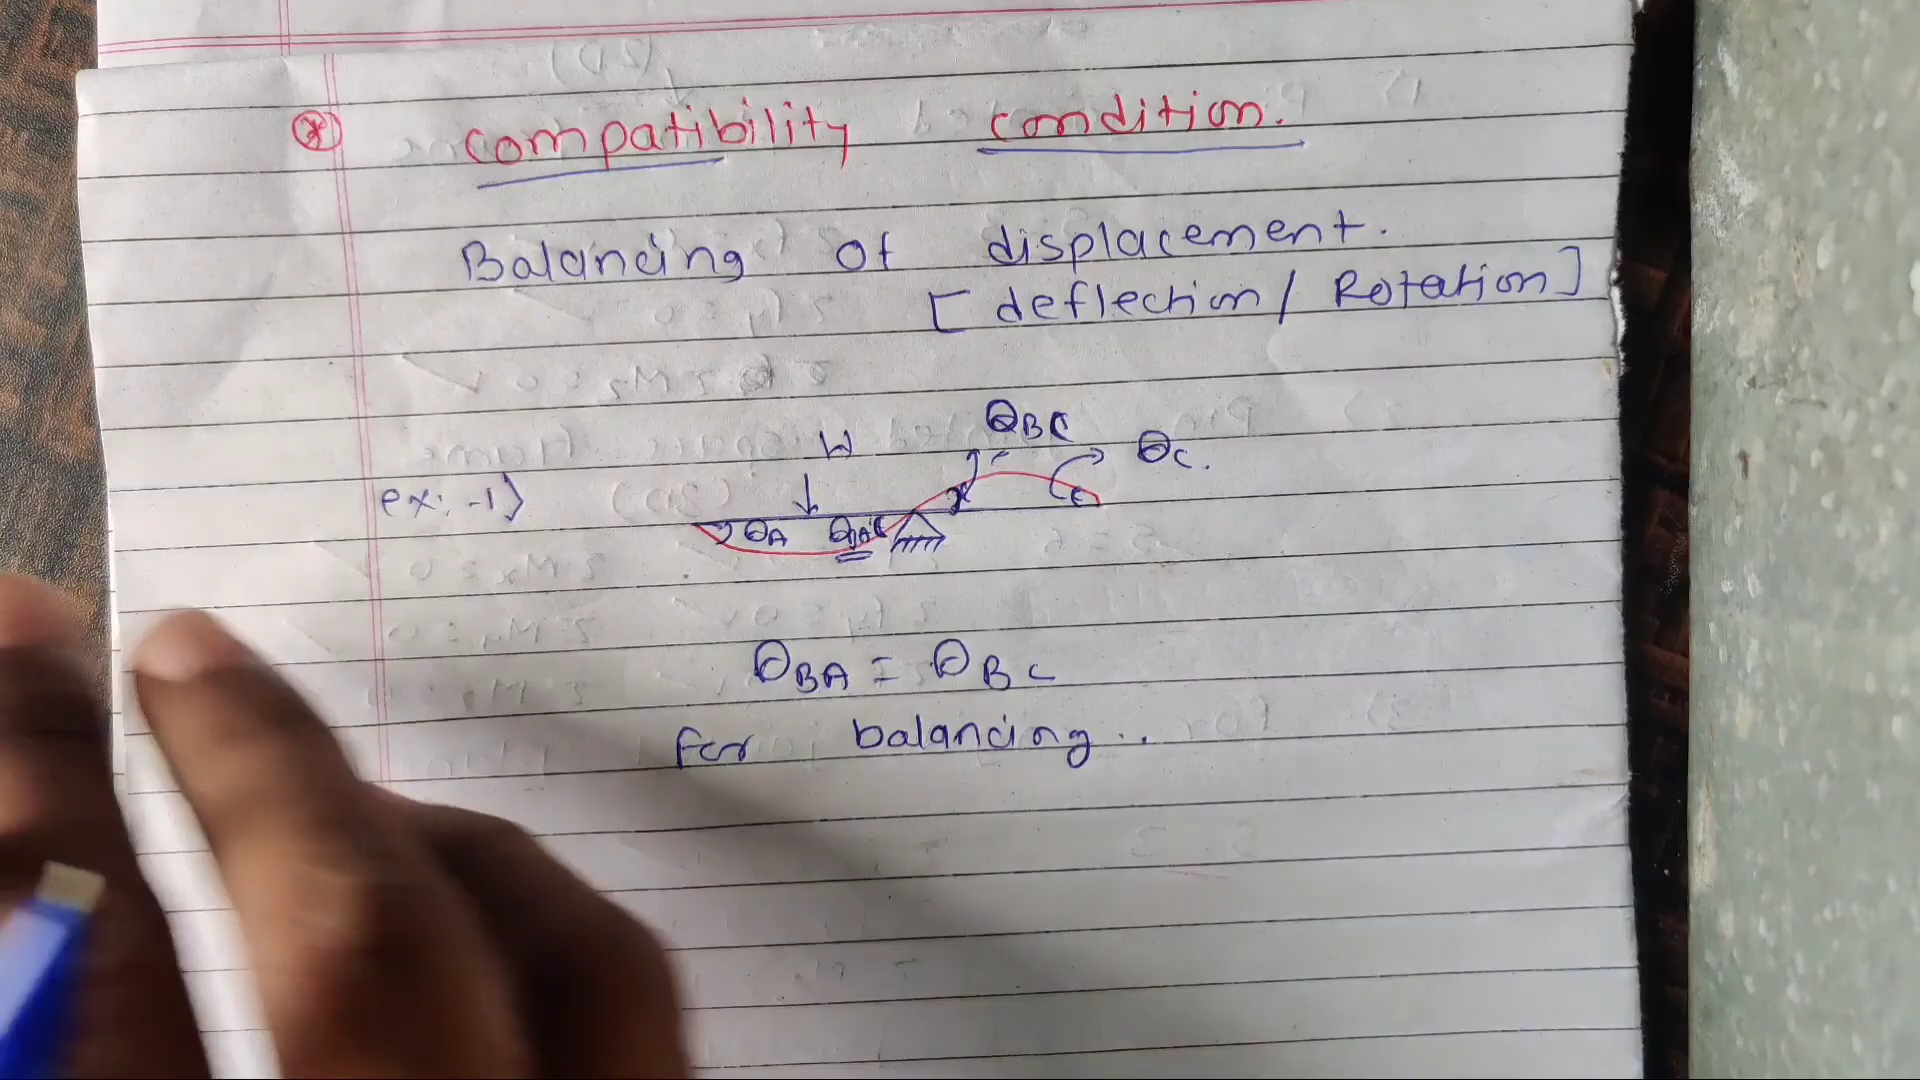 * compatibility condition.
Balancing of displacement.
[deflection / Rotation]
W
θBC
θC.
ex:-1}
θA θBA
θBA = θBC
For balancing..